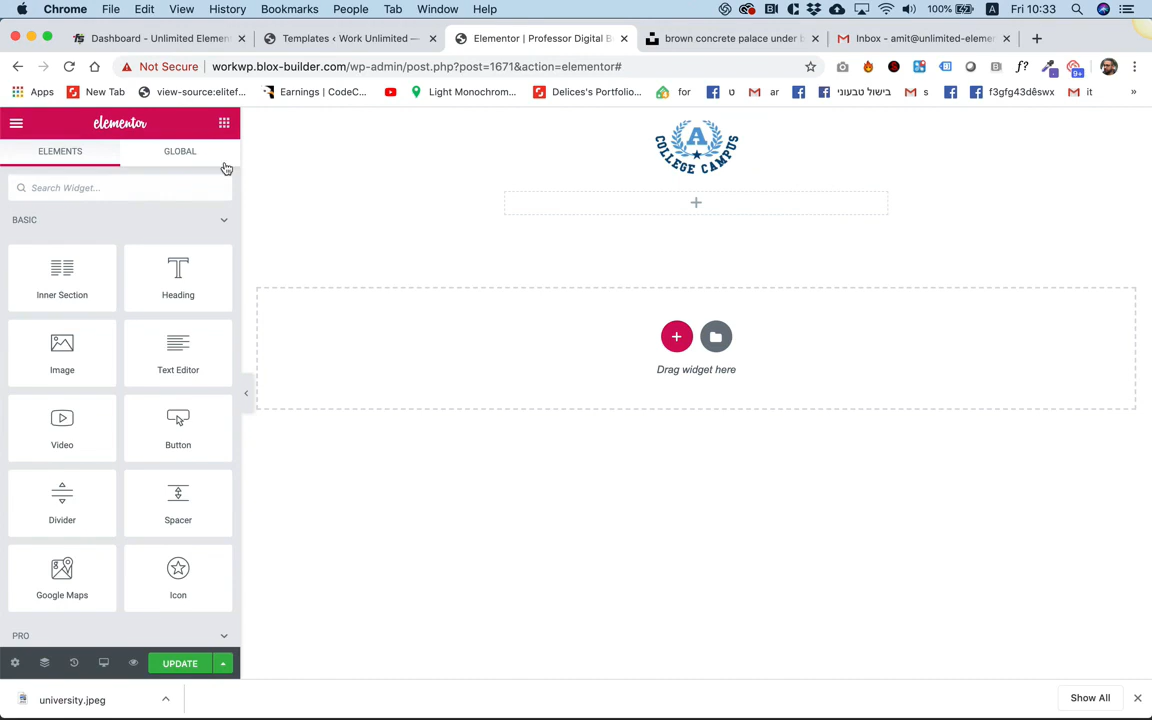 Chrome File Edit View History Bookmarks People Tab Window Help 100% A Fri 10:33
Dashboard - Unlimited Elemen
Templates ‹ Work Unlimited —
Elementor | Professor Digital B
brown concrete palace under b
Inbox - amit@unlimited-elemen
Not Secure workwp.blox-builder.com/wp-admin/post.php?post=1671&action=elementor#
f? 9+
Apps New Tab view-source:elitef... Earnings | CodeC... Light Monochrom... Delices's Portfolio... for ט ar בישול טבעוני s f3gfg43dêswx it »
elementor
ELEMENTS GLOBAL
Search Widget...
BASIC
Inner Section Heading
Image Text Editor
Video Button
Divider Spacer
Google Maps Icon
PRO
UPDATE
A
COLLEGE CAMPUS
Drag widget here
university.jpeg
Show All